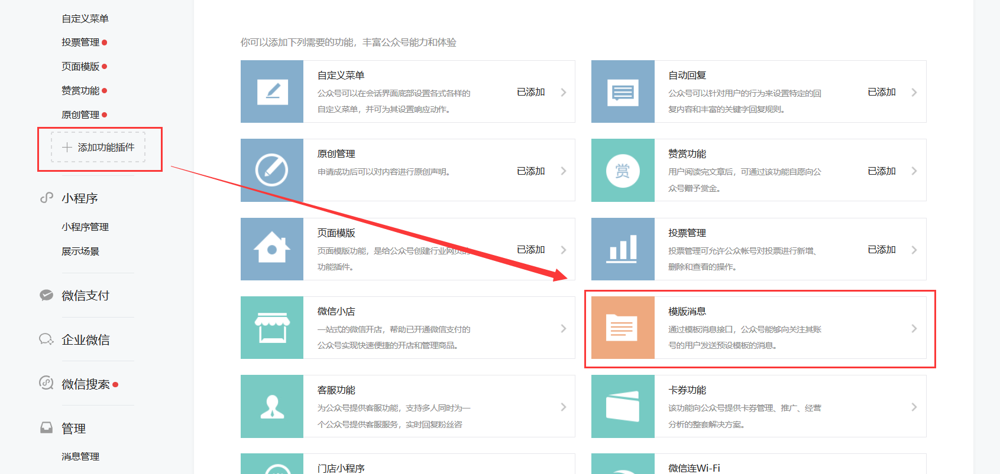 自定义菜单
投票管理
页面模版
赞赏功能
原创管理
添加功能插件
小程序
小程序管理
展示场景
微信支付
企业微信
微信搜索
管理
消息管理
你可以添加下列需要的功能，丰富公众号能力和体验
自定义菜单
公众号可以在会话界面底部设置各式各样的
自定义菜单，并可为其设置响应动作。
已添加
自动回复
公众号可以针对用户的行为来设置特定的回
复内容和丰富的关键字回复规则。
已添加
原创管理
申请成功后可以对内容进行原创声明。
已添加
赏
赞赏功能
用户阅读完文章后，可通过该功能自愿向公
众号赠予赏金。
已添加
页面模版
页面模版功能，是给公众号创建行业网页的
功能插件。
已添加
投票管理
投票管理可允许公众帐号对投票进行新增、
删除和查看的操作。
已添加
微信小店
一站式的微信开店，帮助已开通微信支付的
公众号实现快速便捷的开店和管理商品。
模版消息
通过模板消息接口，公众号能够向关注其账
号的用户发送预设模板的消息。
客服功能
为公众号提供客服功能，支持多人同时为一
个公众号提供客服服务，实时回复粉丝咨
卡券功能
该功能向公众号提供卡券管理、推广、经营
分析的整套解决方案。
门店小程序
微信连Wi-Fi